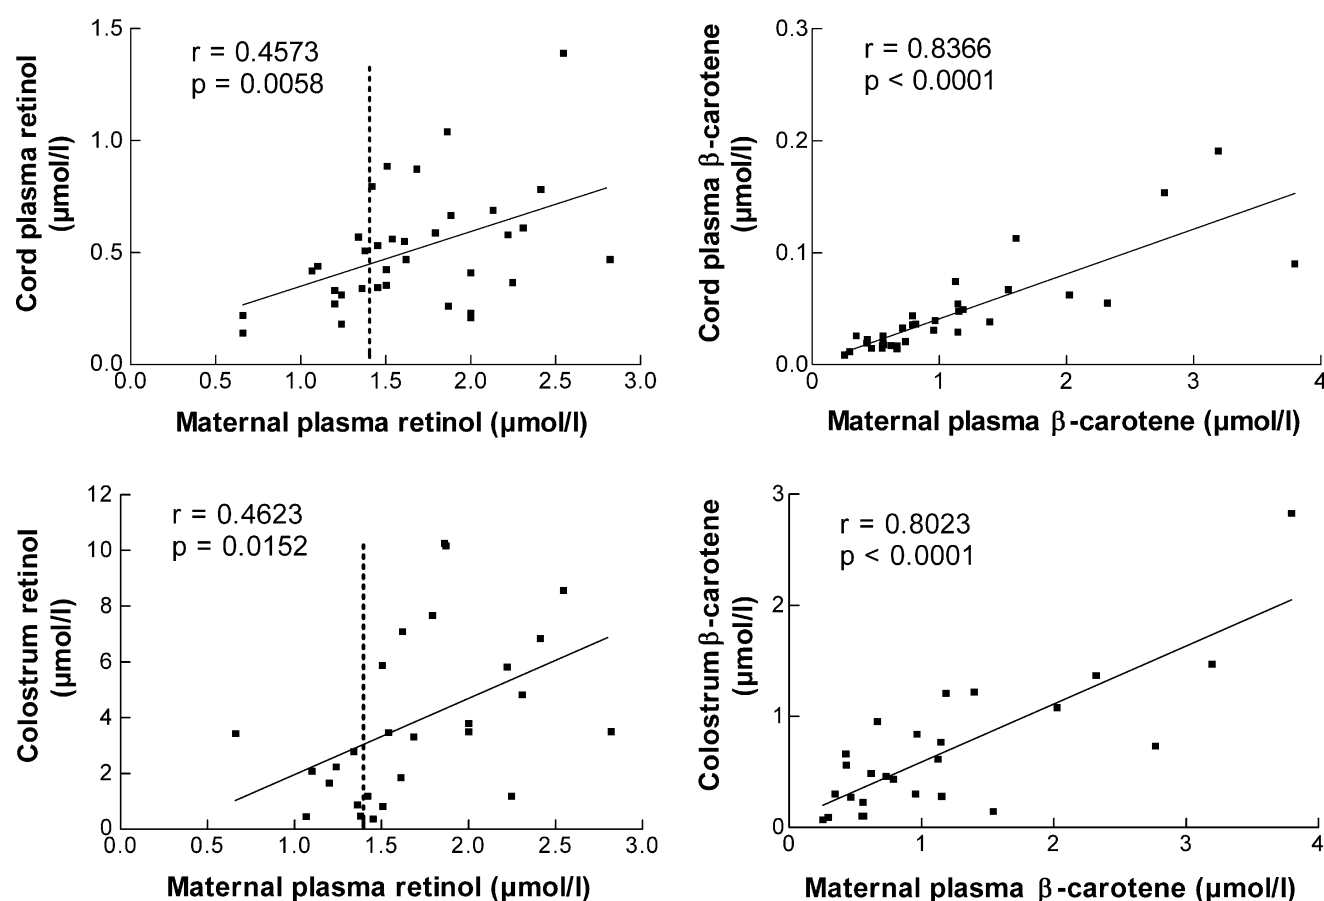 Cord plasma retinol
(μmol/l)
1.5
1.0
0.5
0.0
r = 0.4573
p = 0.0058
0.0 0.5 1.0 1.5 2.0 2.5 3.0
Maternal plasma retinol (μmol/l)
Cord plasma β-carotene
(μmol/l)
0.3
0.2
0.1
0.0
r = 0.8366
p < 0.0001
0 1 2 3 4
Maternal plasma β-carotene (μmol/l)
Colostrum retinol
(μmol/l)
12
10
8
6
4
2
0
r = 0.4623
p = 0.0152
0.0 0.5 1.0 1.5 2.0 2.5 3.0
Maternal plasma retinol (μmol/l)
Colostrum β-carotene
(μmol/l)
3
2
1
0
r = 0.8023
p < 0.0001
0 1 2 3 4
Maternal plasma β-carotene (μmol/l)